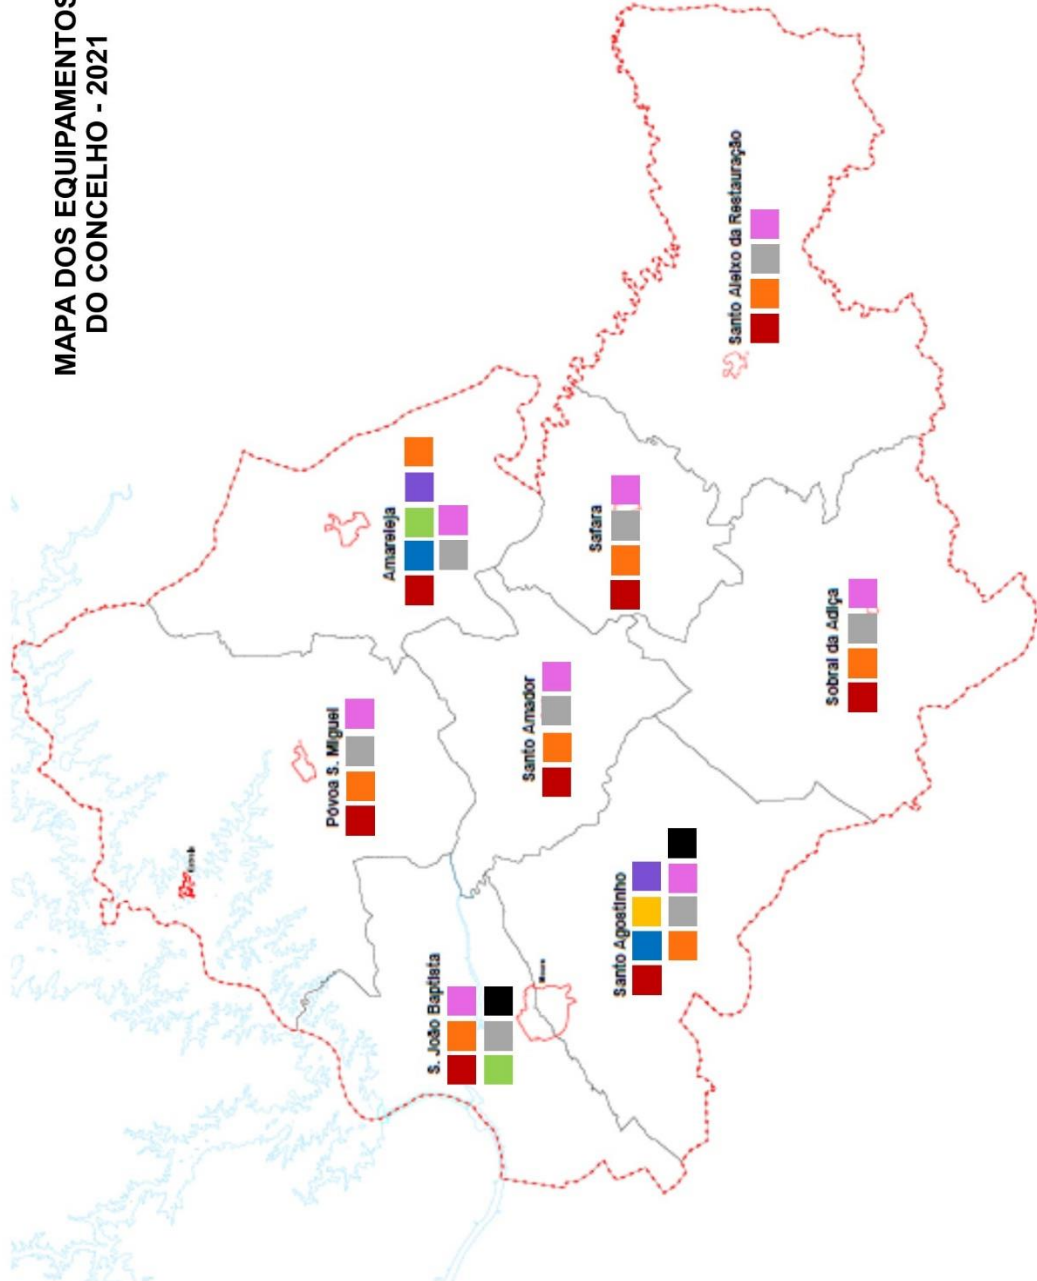 MAPA DOS EQUIPAMENTOS
DO CONCELHO - 2021
Póvoa S. Miguel
Amareleja
S. João Baptista
Santo Amador
Safara
Santo Aleixo da Restauração
Santo Agostinho
Moura
Sobral da Adiça